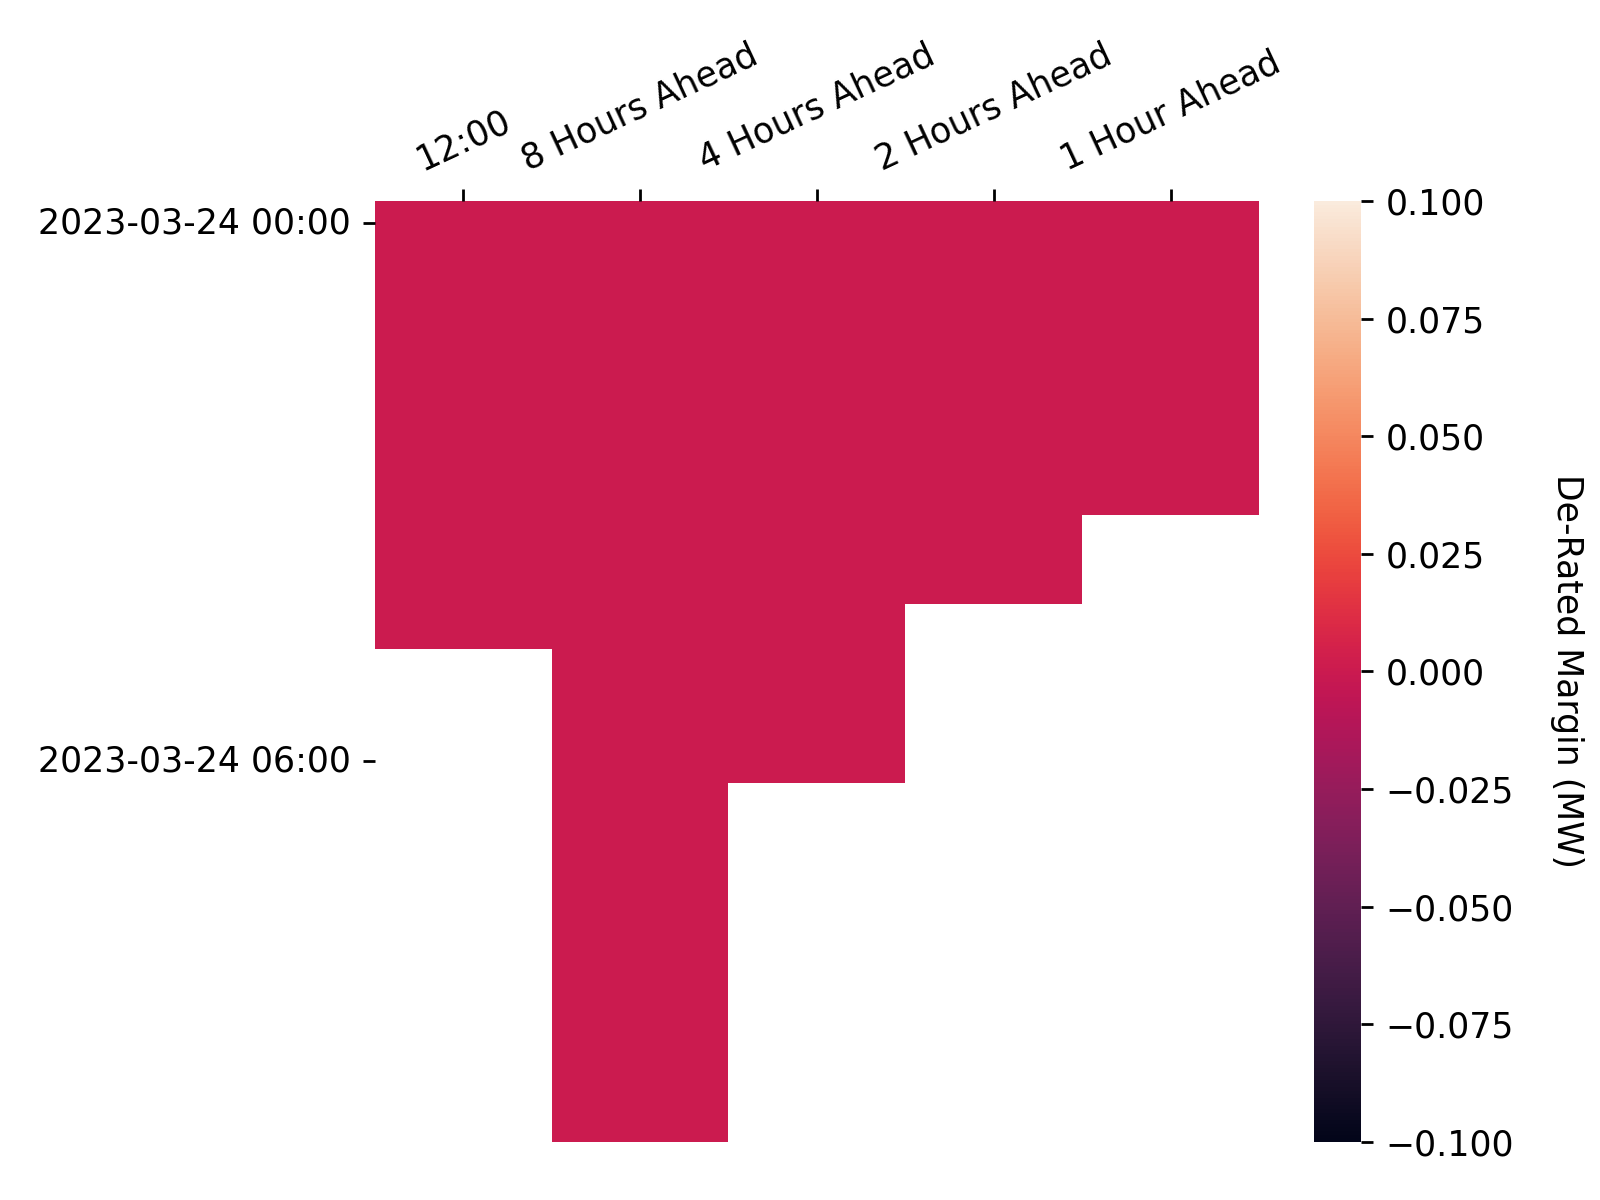 12:00
8 Hours Ahead
4 Hours Ahead
2 Hours Ahead
1 Hour Ahead
2023-03-24 00:00
2023-03-24 06:00
0.100
0.075
0.050
0.025
0.000
−0.025
−0.050
−0.075
−0.100
De-Rated Margin (MW)